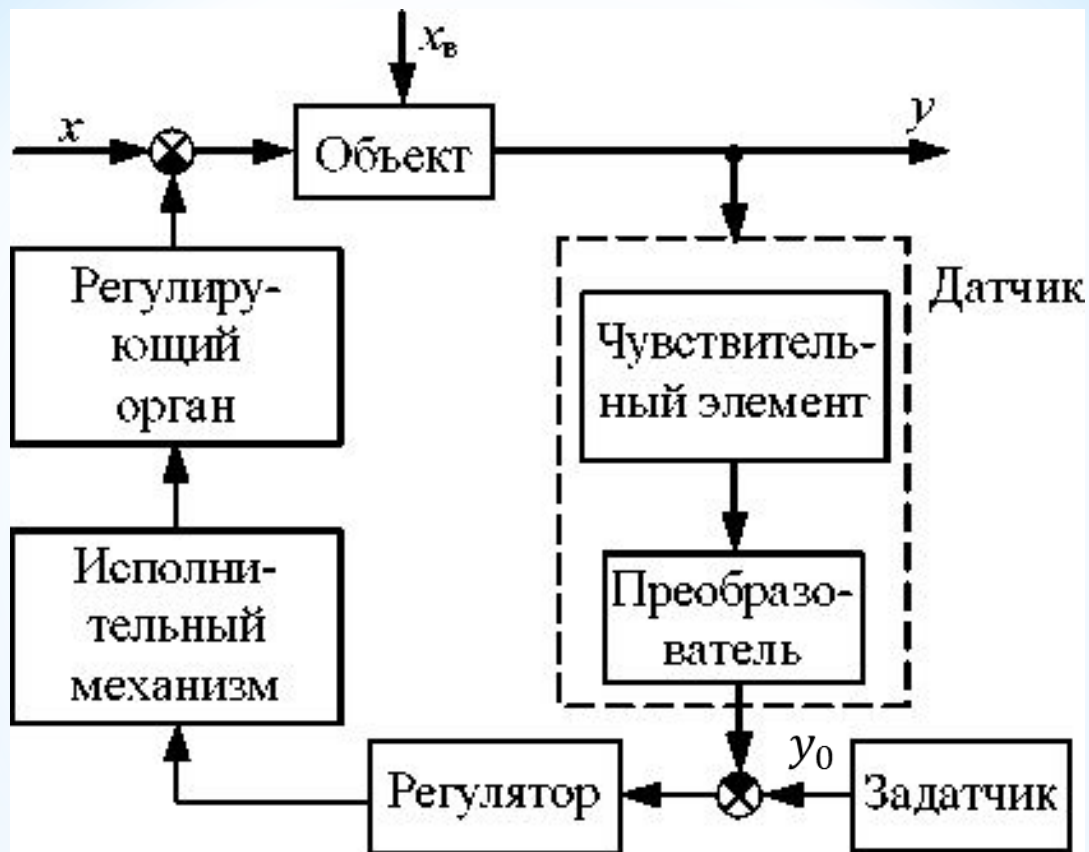 xв
x
Объект
y
Регулиру-
ющий
орган
Датчик
Чувствитель-
ный элемент
Исполни-
тельный
механизм
Преобразо-
ватель
Регулятор
y0
Задатчик